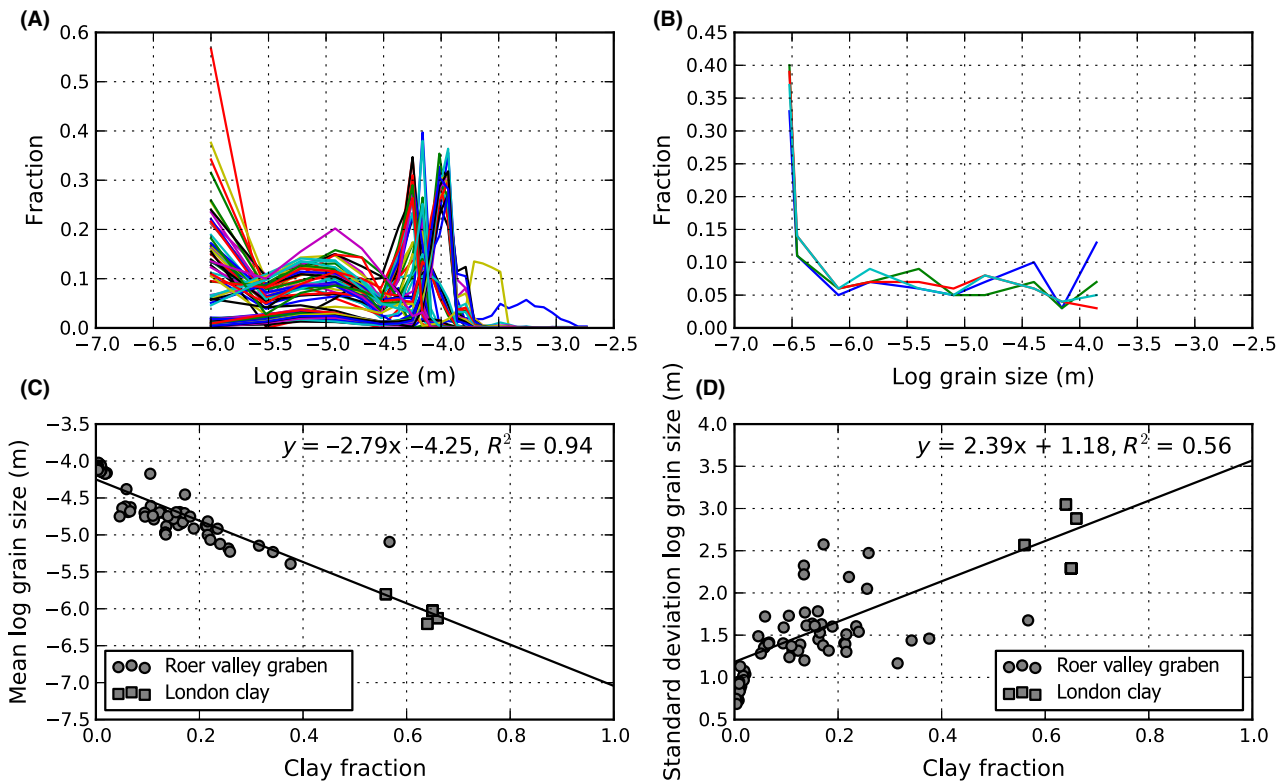 (A)
0.6
0.5
0.4
0.3
0.2
0.1
0.0
Fraction
−7.0 −6.5 −6.0 −5.5 −5.0 −4.5 −4.0 −3.5 −3.0 −2.5
Log grain size (m)
(B)
0.45
0.40
0.35
0.30
0.25
0.20
0.15
0.10
0.05
0.00
Fraction
−7.0 −6.5 −6.0 −5.5 −5.0 −4.5 −4.0 −3.5 −3.0 −2.5
Log grain size (m)
(C)
−3.5
−4.0
−4.5
−5.0
−5.5
−6.0
−6.5
−7.0
−7.5
Mean log grain size (m)
y = −2.79x −4.25, R² = 0.94
Roer valley graben
London clay
0.0 0.2 0.4 0.6 0.8 1.0
Clay fraction
(D)
4.0
3.5
3.0
2.5
2.0
1.5
1.0
0.5
Standard deviation log grain size (m)
y = 2.39x + 1.18, R² = 0.56
Roer valley graben
London clay
0.0 0.2 0.4 0.6 0.8 1.0
Clay fraction